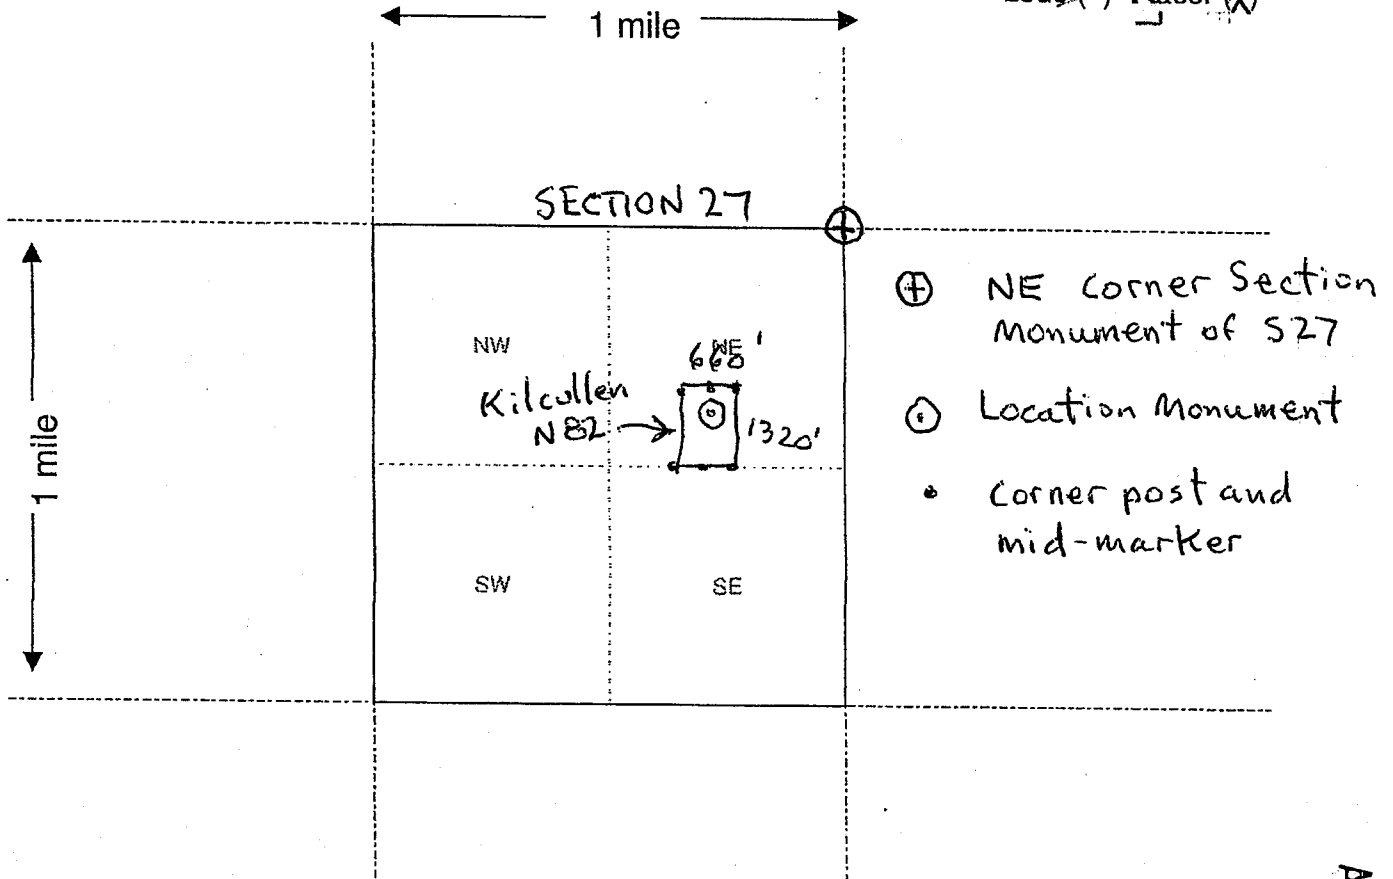 1 mile
SECTION 27
NW
NE
660'
Kilcullen
N 82
1320'
1 mile
SW
SE
NE Corner Section
Monument of S27
Location Monument
Corner post and
mid-marker